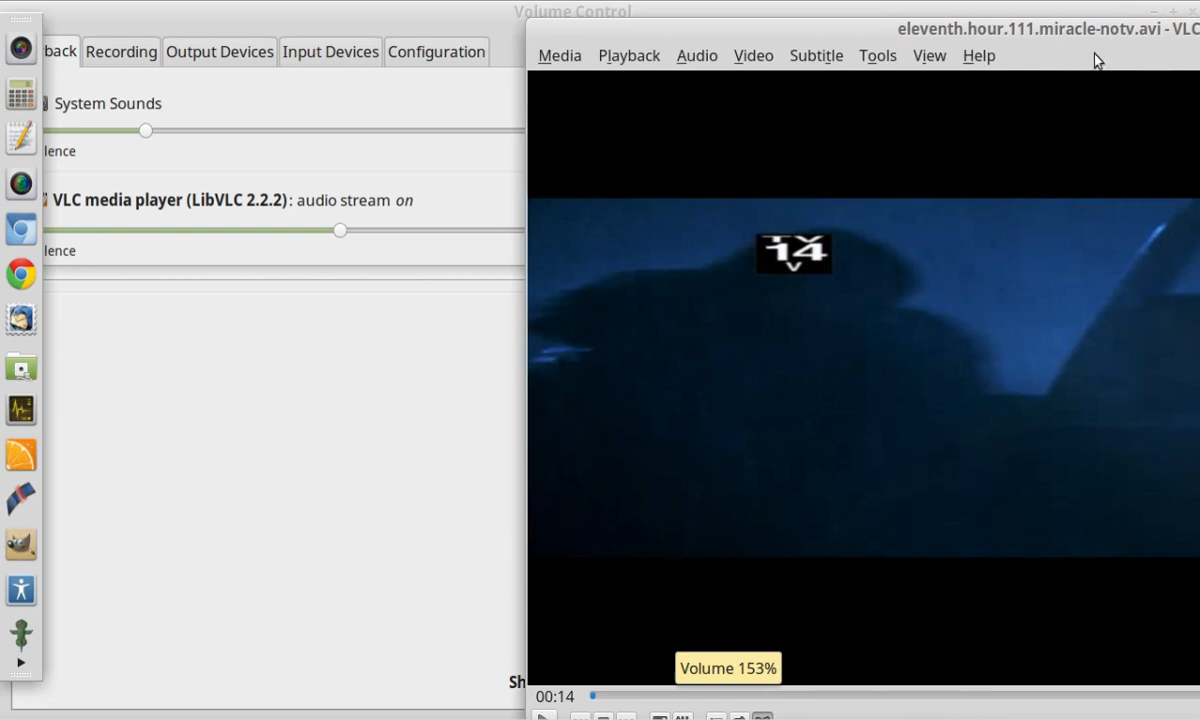 Volume Control
back Recording Output Devices Input Devices Configuration
System Sounds
lence
VLC media player (LibVLC 2.2.2): audio stream on
lence
Sh
eleventh.hour.111.miracle-notv.avi - VLC
Media Playback Audio Video Subtitle Tools View Help
TV
14
V
Volume 153%
00:14